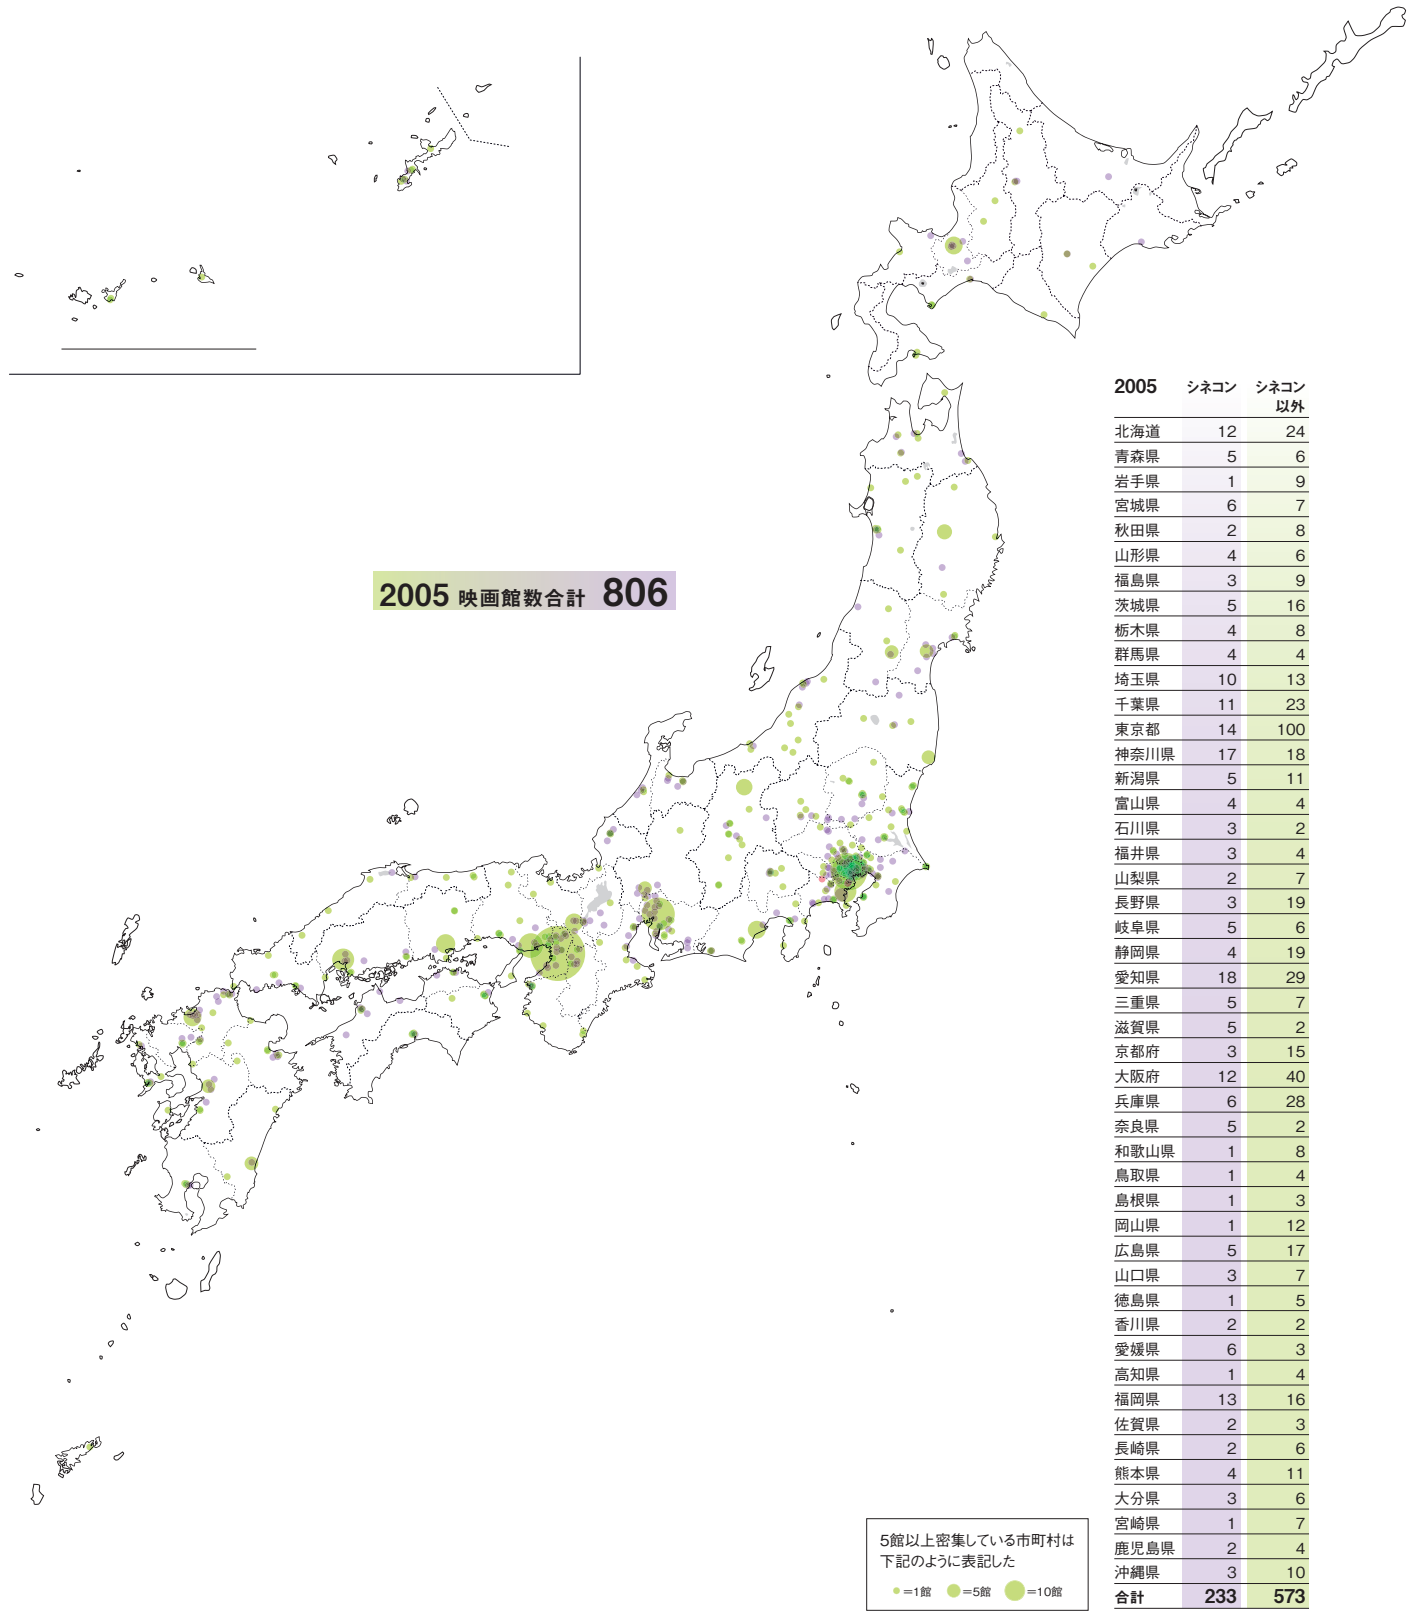 2005 シネコン シネコン
以外
北海道 12 24
青森県 5 6
岩手県 1 9
宮城県 6 7
秋田県 2 8
山形県 4 6
福島県 3 9
茨城県 5 16
栃木県 4 8
群馬県 4 4
埼玉県 10 13
千葉県 11 23
東京都 14 100
神奈川県 17 18
新潟県 5 11
富山県 4 4
石川県 3 2
福井県 3 4
山梨県 2 7
長野県 3 19
岐阜県 5 6
静岡県 4 19
愛知県 18 29
三重県 5 7
滋賀県 5 2
京都府 3 15
大阪府 12 40
兵庫県 6 28
奈良県 5 2
和歌山県 1 8
鳥取県 1 4
島根県 1 3
岡山県 1 12
広島県 5 17
山口県 3 7
徳島県 1 5
香川県 2 2
愛媛県 6 3
高知県 1 4
福岡県 13 16
佐賀県 2 3
長崎県 2 6
熊本県 4 11
大分県 3 6
宮崎県 1 7
鹿児島県 2 4
沖縄県 3 10
合計 233 573
2005 映画館数合計 806
5館以上密集している市町村は
下記のように表記した
=1館 =5館 =10館